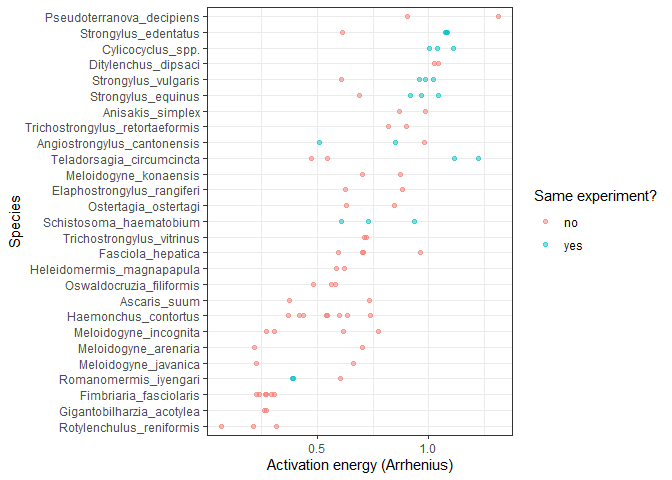 Pseudoterranova_decipiens
Strongylus_edentatus
Cylicocyclus_spp.
Ditylenchus_dipsaci
Strongylus_vulgaris
Strongylus_equinus
Anisakis_simplex
Trichostrongylus_retortaeformis
Angiostrongylus_cantonensis
Teladorsagia_circumcincta
Meloidogyne_konaensis
Elaphostrongylus_rangiferi
Ostertagia_ostertagi
Schistosoma_haematobium
Trichostrongylus_vitrinus
Fasciola_hepatica
Heleidomermis_magnapapula
Oswaldocruzia_filiformis
Ascaris_suum
Haemonchus_contortus
Meloidogyne_incognita
Meloidogyne_arenaria
Meloidogyne_javanica
Romanomermis_iyengari
Fimbriaria_fasciolaris
Gigantobilharzia_acotylea
Rotylenchulus_reniformis
Species
0.5 1.0
Activation energy (Arrhenius)
Same experiment?
no
yes